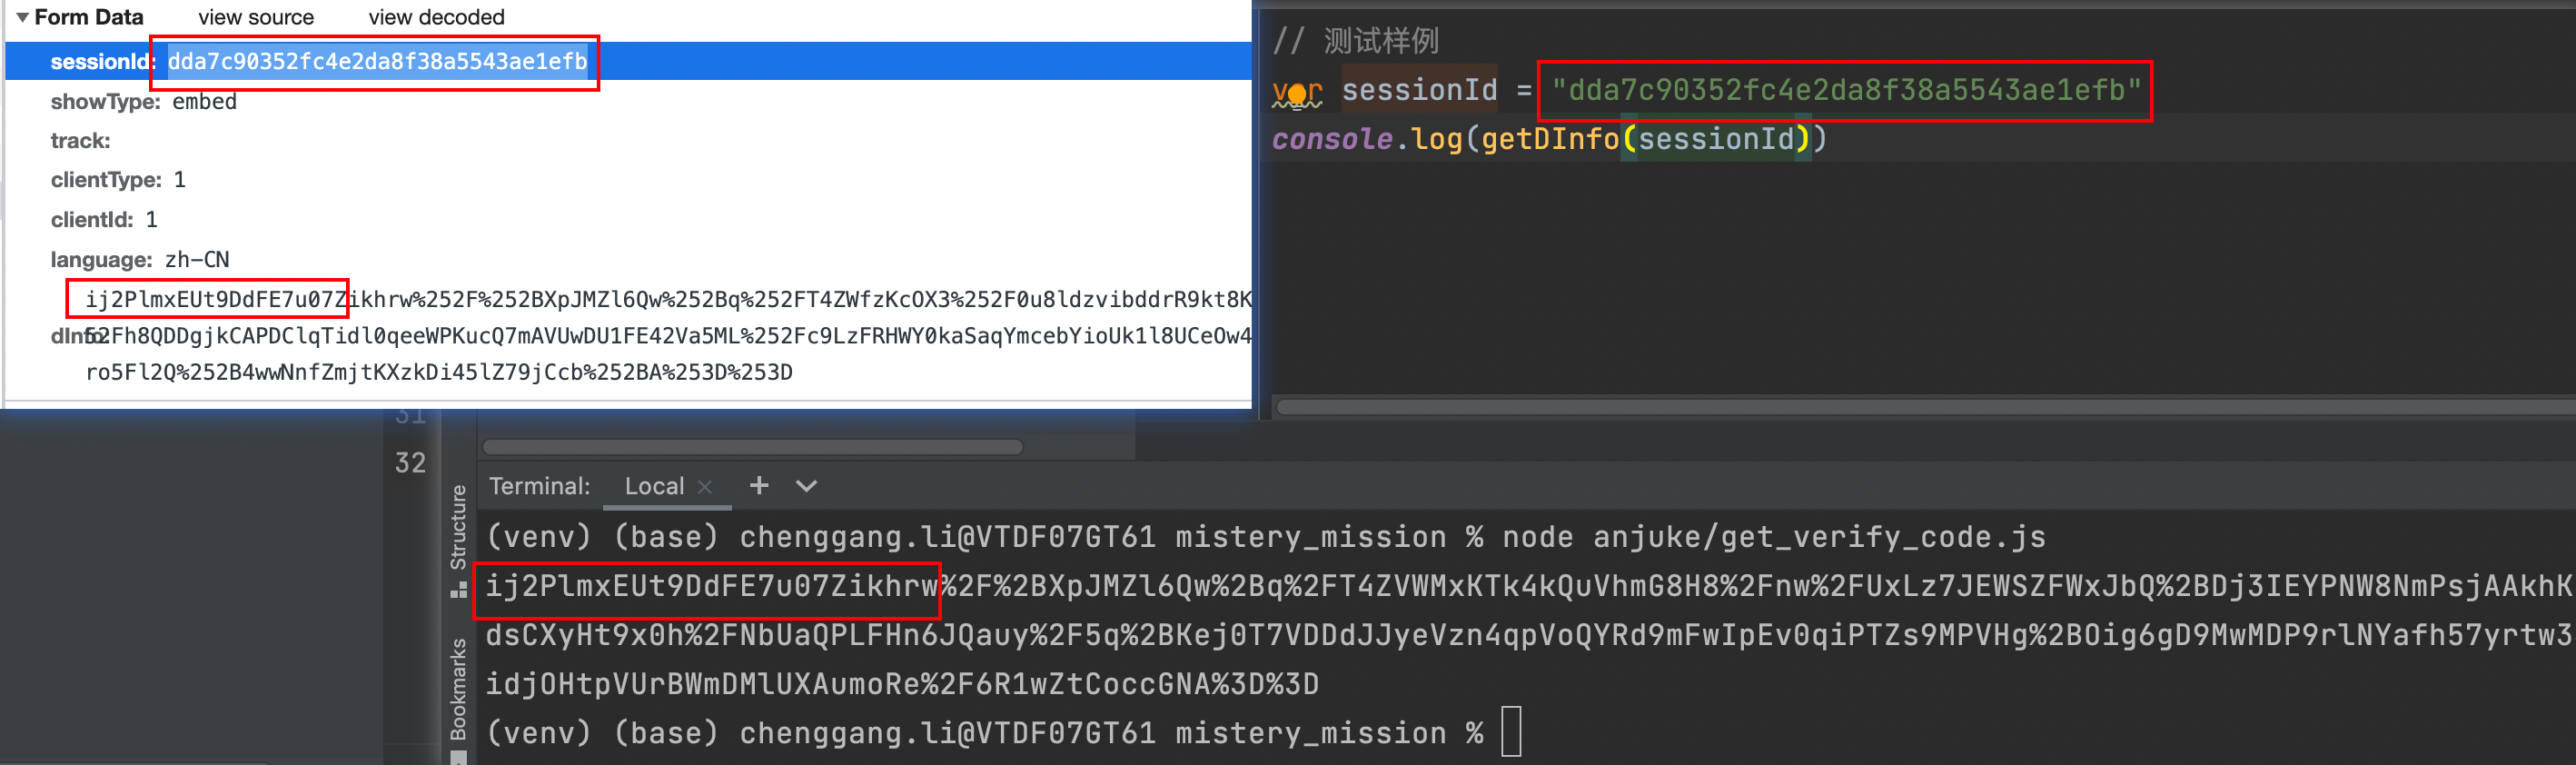 Form Data view source view decoded
sessionId: dda7c90352fc4e2da8f38a5543ae1efb
showType: embed
track:
clientType: 1
clientId: 1
language: zh-CN
ij2PlmxEUt9DdFE7u07Zikhrw%252F%252BXpJMZl6Qw%252Bq%252FT4ZWfzKcOX3%252F0u8ldzvibddrR9kt8K
dInfo: 52Fh8QDDgjkCAPDClqTidl0qeeWPKucQ7mAVUwDU1FE42Va5ML%252Fc9LzFRHWY0kaSaqYmcebYioUk1l8UCeOw4
ro5Fl2Q%252B4wwNnfZmjtKXzkDi45lZ79jCcb%252BA%253D%253D
// 测试样例
var sessionId = "dda7c90352fc4e2da8f38a5543ae1efb"
console.log(getDInfo(sessionId))
31
32
Structure
Bookmarks
Terminal: Local × +
(venv) (base) chenggang.li@VTDF07GT61 mistery_mission % node anjuke/get_verify_code.js
ij2PlmxEUt9DdFE7u07Zikhrw%2F%2BXpJMZl6Qw%2Bq%2FT4ZVWMxKTk4kQuVhmG8H8%2Fnw%2FUxLz7JEWSZFWxJbQ%2BDj3IEYPNW8NmPsjAAkhK
dsCXyHt9x0h%2FNbUaQPLFHn6JQauy%2F5q%2BKej0T7VDDdJJyeVzn4qpVoQYRd9mFwIpEv0qiPTZs9MPVHg%2BOig6gD9MwMDP9rlNYafh57yrtw3
idjOHtpVUrBWmDMlUXAumoRe%2F6R1wZtCoccGNA%3D%3D
(venv) (base) chenggang.li@VTDF07GT61 mistery_mission %